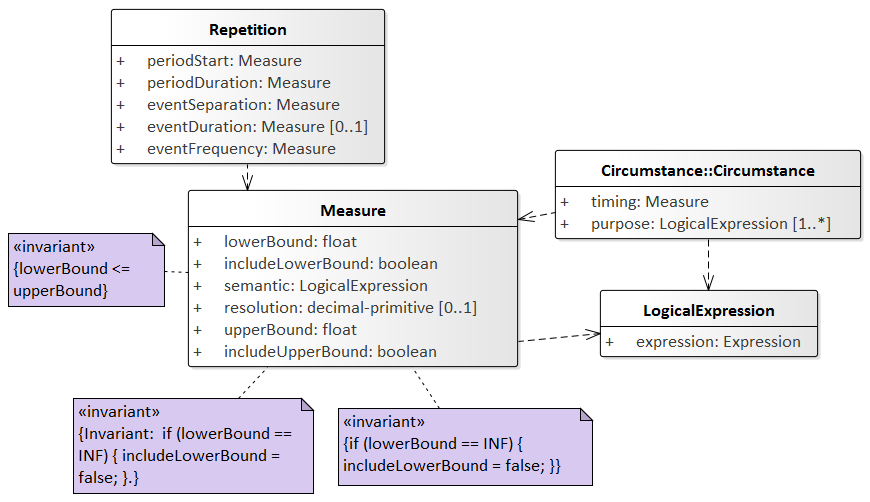 Repetition
+ periodStart: Measure
+ periodDuration: Measure
+ eventSeparation: Measure
+ eventDuration: Measure [0..1]
+ eventFrequency: Measure
Circumstance::Circumstance
+ timing: Measure
+ purpose: LogicalExpression [1..*]
Measure
+ lowerBound: float
+ includeLowerBound: boolean
+ semantic: LogicalExpression
+ resolution: decimal-primitive [0..1]
+ upperBound: float
+ includeUpperBound: boolean
«invariant»
{lowerBound <=
upperBound}
LogicalExpression
+ expression: Expression
«invariant»
{Invariant:  if (lowerBound ==
INF) { includeLowerBound =
false; }.}
«invariant»
{if (lowerBound == INF) {
includeLowerBound = false; }}